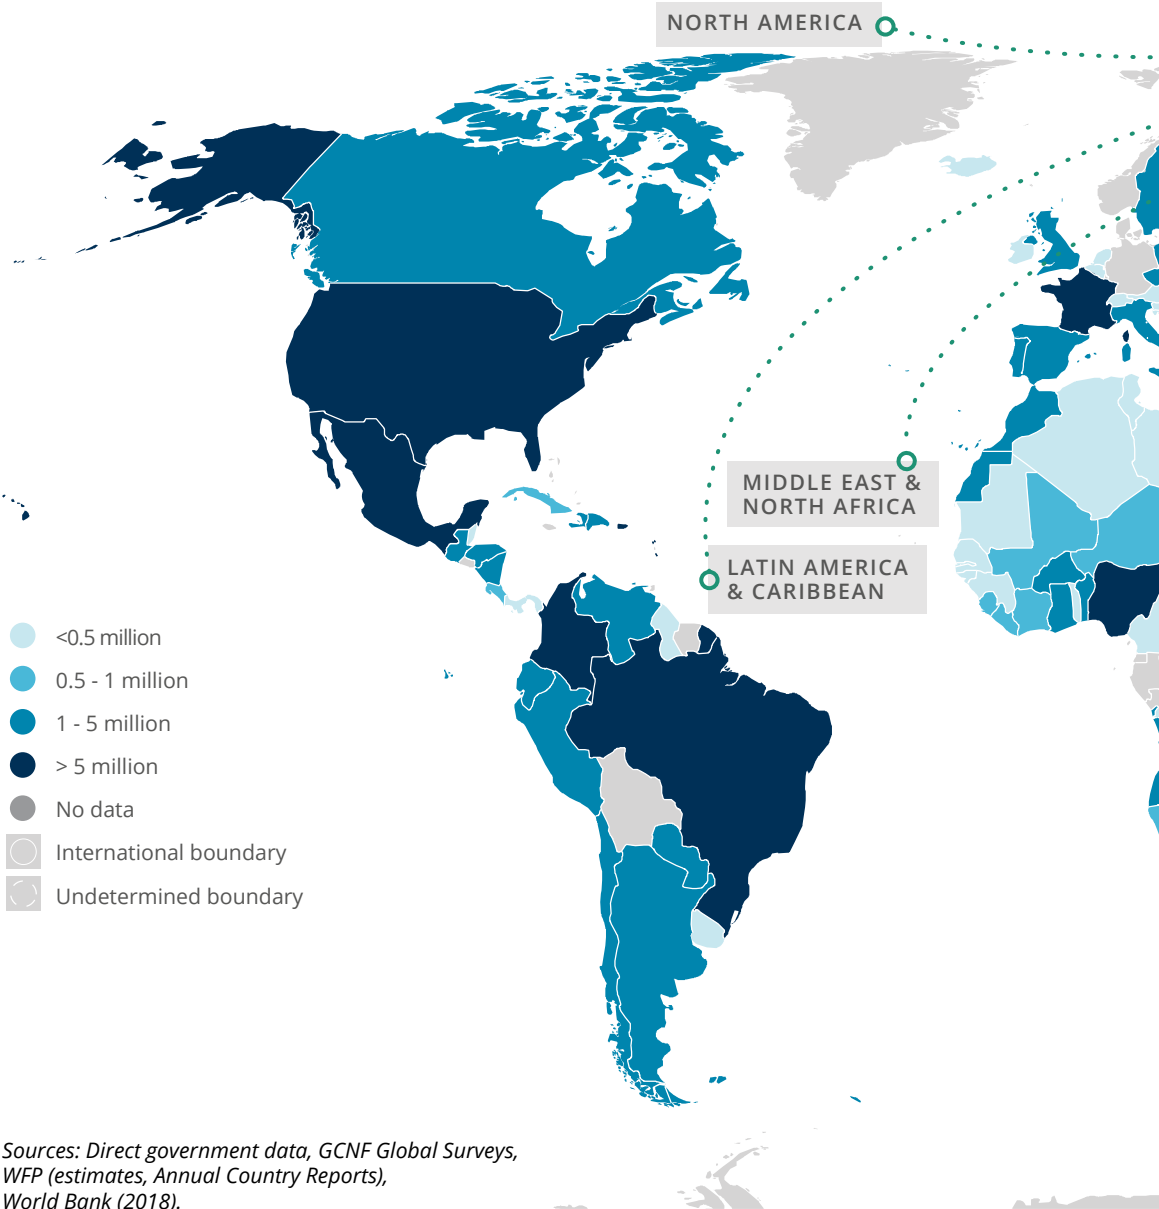 NORTH AMERICA
MIDDLE EAST &
NORTH AFRICA
LATIN AMERICA
& CARIBBEAN
<0.5 million
0.5 - 1 million
1 - 5 million
> 5 million
No data
International boundary
Undetermined boundary
Sources: Direct government data, GCNF Global Surveys,
WFP (estimates, Annual Country Reports),
World Bank (2018).